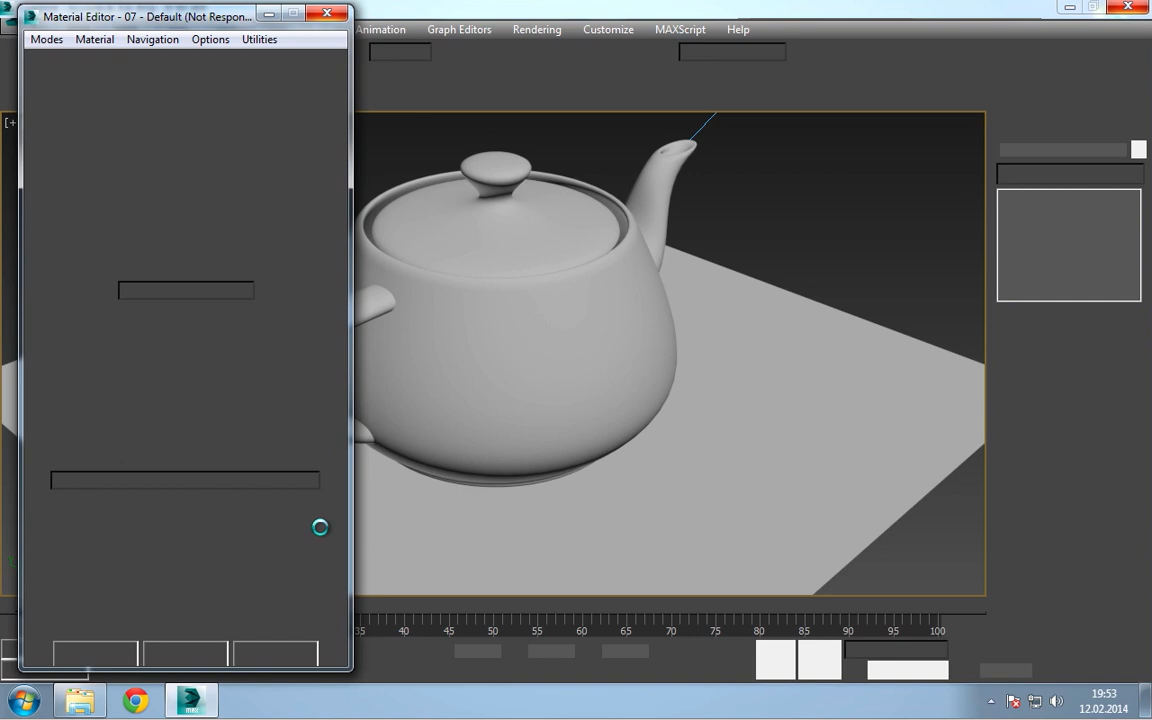 Material Editor - 07 - Default (Not Respon...
Modes Material Navigation Options Utilities
Animation Graph Editors Rendering Customize MAXScript Help
[+
35 40 45 50 55 60 65 70 75 80 85 90 95 100
MAX
19:53
12.02.2014